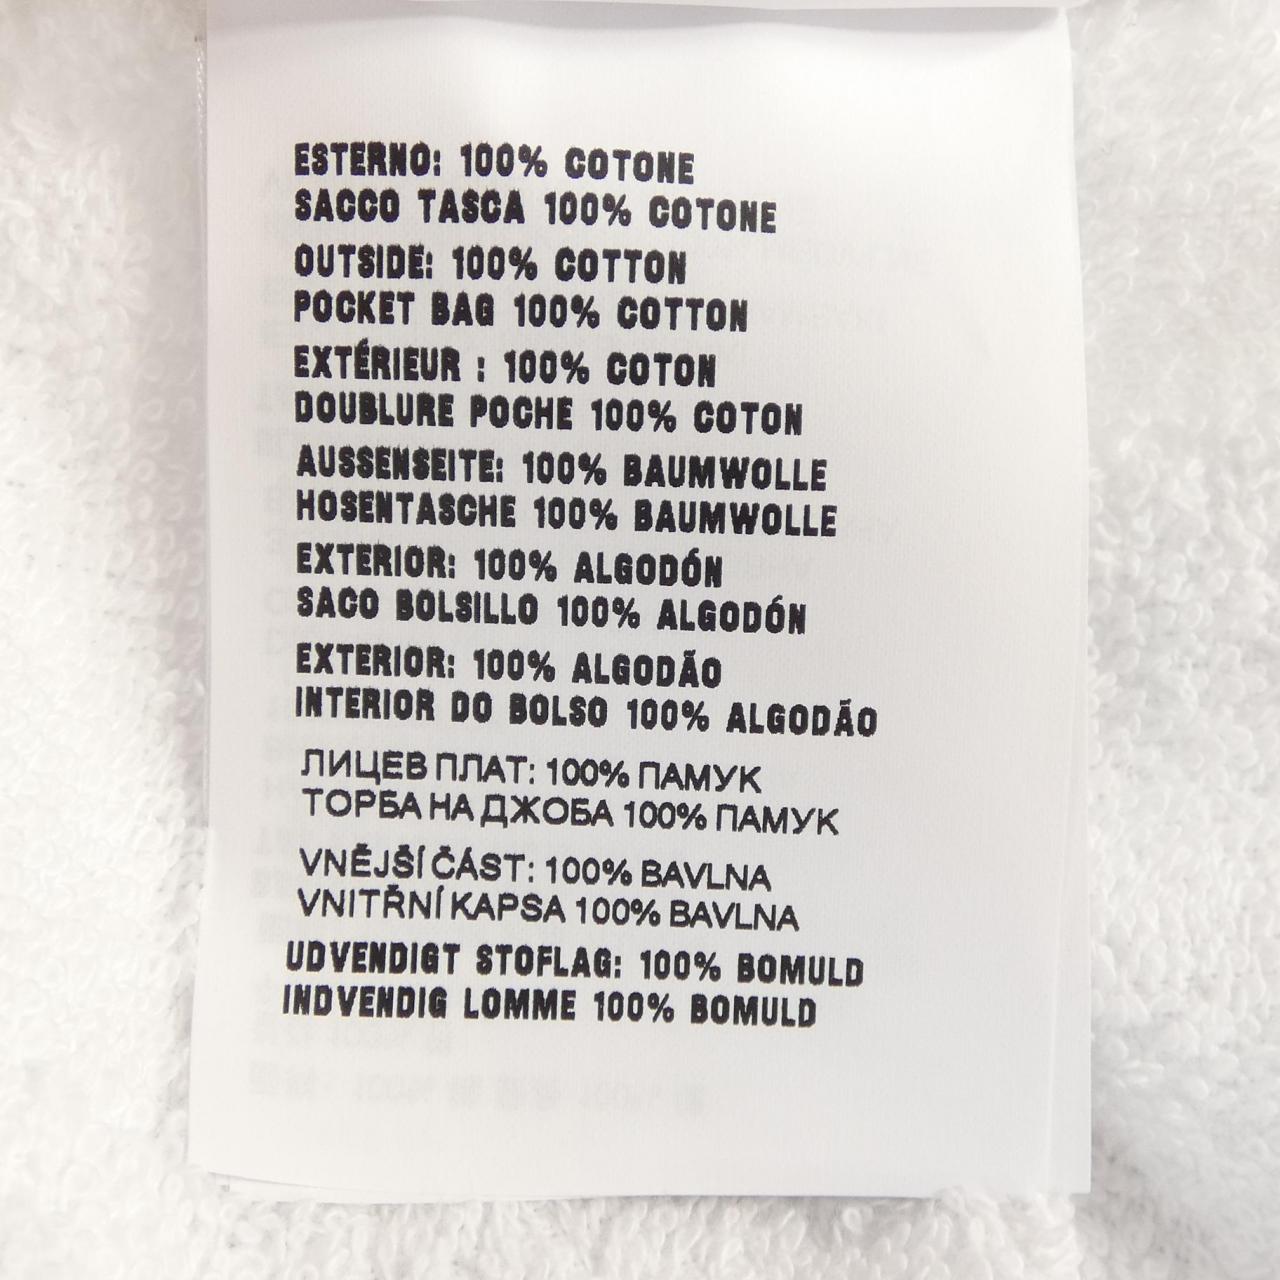 ESTERNO: 100% COTONE
SACCO TASCA 100% COTONE
OUTSIDE: 100% COTTON
POCKET BAG 100% COTTON
EXTÉRIEUR : 100% COTON
DOUBLURE POCHE 100% COTON
AUSSENSEITE: 100% BAUMWOLLE
HOSENTASCHE 100% BAUMWOLLE
EXTERIOR: 100% ALGODÓN
SACO BOLSILLO 100% ALGODÓN
EXTERIOR: 100% ALGODÃO
INTERIOR DO BOLSO 100% ALGODÃO
ЛИЦЕВ ПЛАТ: 100% ПАМУК
ТОРБА НА ДЖОБА 100% ПАМУК
VNĚJŠÍ ČÁST: 100% BAVLNA
VNITŘNÍ KAPSA 100% BAVLNA
UDVENDIGT STOFLAG: 100% BOMULD
INDVENDIG LOMME 100% BOMULD